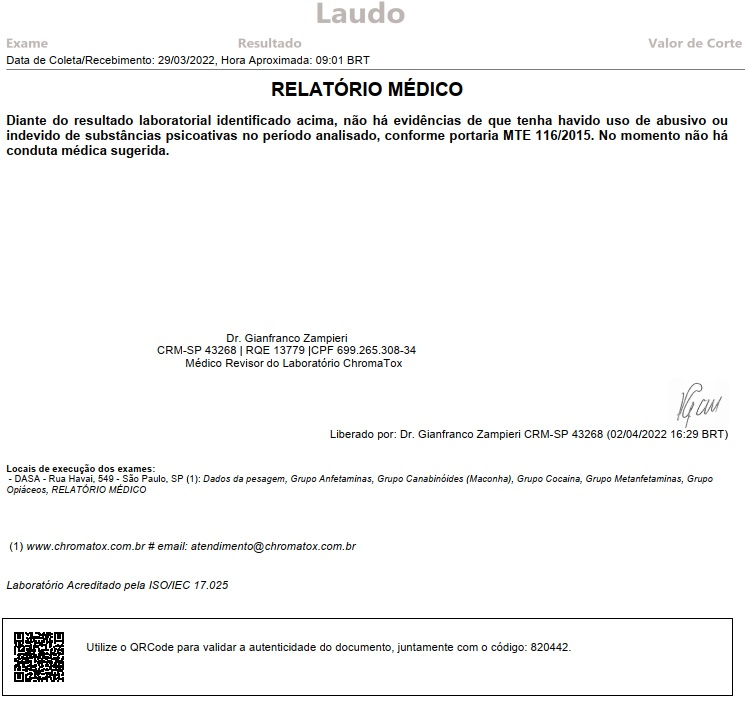 Laudo
Exame Resultado Valor de Corte
Data de Coleta/Recebimento: 29/03/2022, Hora Aproximada: 09:01 BRT
RELATÓRIO MÉDICO
Diante do resultado laboratorial identificado acima, não há evidências de que tenha havido uso de abusivo ou
indevido de substâncias psicoativas no período analisado, conforme portaria MTE 116/2015. No momento não há
conduta médica sugerida.
Dr. Gianfranco Zampieri
CRM-SP 43268 | RQE 13779 |CPF 699.265.308-34
Médico Revisor do Laboratório ChromaTox
Liberado por: Dr. Gianfranco Zampieri CRM-SP 43268 (02/04/2022 16:29 BRT)
Locais de execução dos exames:
- DASA - Rua Havai, 549 - São Paulo, SP (1): Dados da pesagem, Grupo Anfetaminas, Grupo Canabinóides (Maconha), Grupo Cocaina, Grupo Metanfetaminas, Grupo
Opiáceos, RELATÓRIO MÉDICO
(1) www.chromatox.com.br # email: atendimento@chromatox.com.br
Laboratório Acreditado pela ISO/IEC 17.025
Utilize o QRCode para validar a autenticidade do documento, juntamente com o código: 820442.